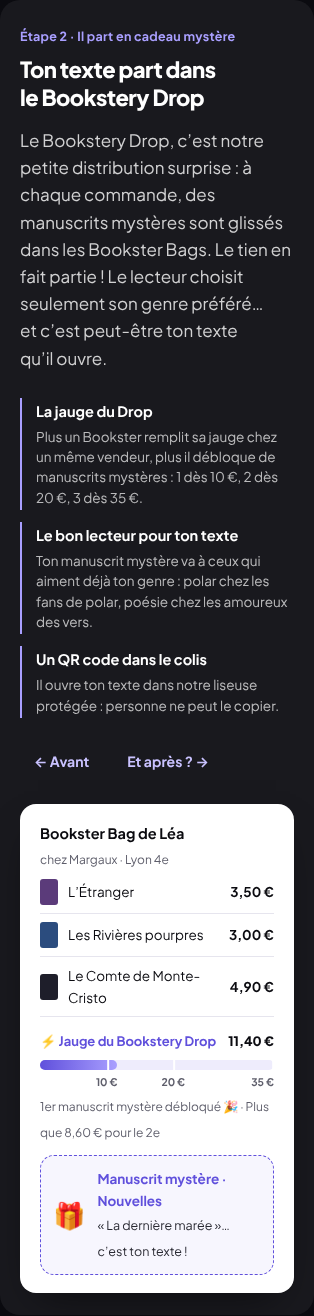 Étape 2 · Il part en cadeau mystère
Ton texte part dans
le Bookstery Drop
Le Bookstery Drop, c’est notre
petite distribution surprise : à
chaque commande, des
manuscrits mystères sont glissés
dans les Bookster Bags. Le tien en
fait partie ! Le lecteur choisit
seulement son genre préféré…
et c’est peut-être ton texte
qu’il ouvre.
La jauge du Drop
Plus un Bookster remplit sa jauge chez
un même vendeur, plus il débloque de
manuscrits mystères : 1 dès 10 €, 2 dès
20 €, 3 dès 35 €.
Le bon lecteur pour ton texte
Ton manuscrit mystère va à ceux qui
aiment déjà ton genre : polar chez les
fans de polar, poésie chez les amoureux
des vers.
Un QR code dans le colis
Il ouvre ton texte dans notre liseuse
protégée : personne ne peut le copier.
← Avant Et après ? →
Bookster Bag de Léa
chez Margaux · Lyon 4e
L’Étranger 3,50 €
Les Rivières pourpres 3,00 €
Le Comte de Monte-
Cristo 4,90 €
⚡ Jauge du Bookstery Drop 11,40 €
10 € 20 € 35 €
1er manuscrit mystère débloqué 🎉 · Plus
que 8,60 € pour le 2e
Manuscrit mystère ·
Nouvelles
« La dernière marée »…
c’est ton texte !